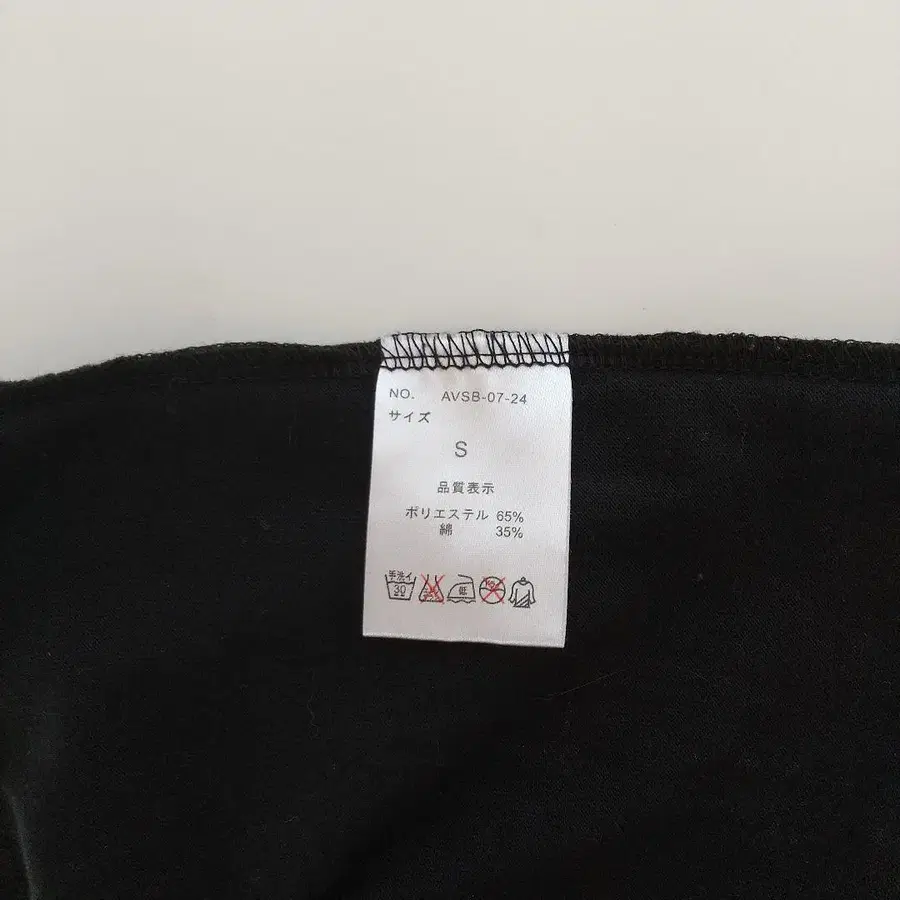 NO. AVSB-07-24
サイズ
S
品質表示
ポリエステル 65%
綿 35%
手洗イ
30
低